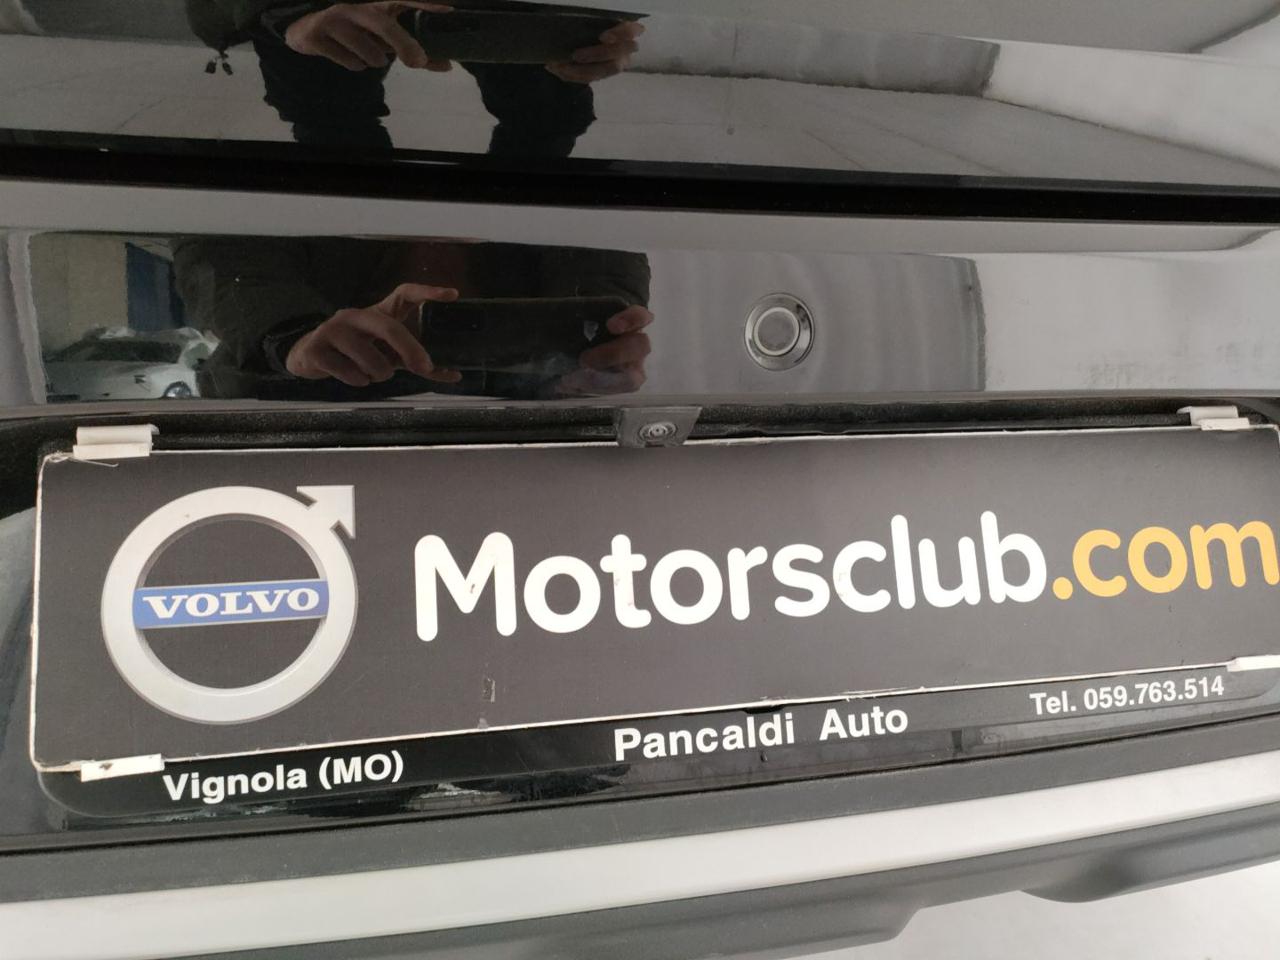 VOLVO
Motorsclub.com
Vignola (MO) Pancaldi Auto Tel. 059.763.514